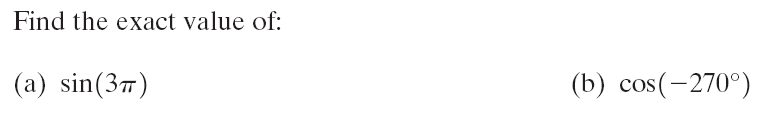 Find the exact value of:
(a) sin(3π) (b) cos(−270°)